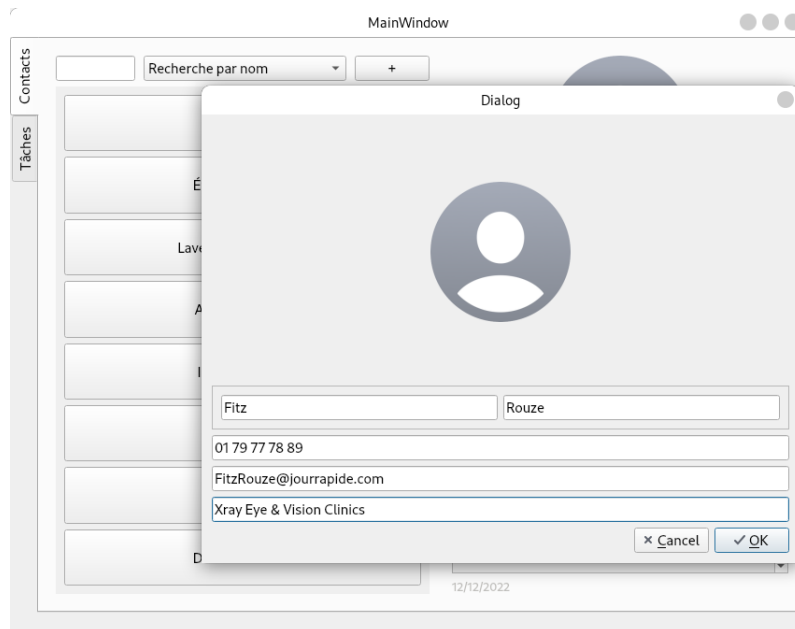 MainWindow
Contacts
Tâches
Recherche par nom
+
Dialog
É
Lave
A
I
D
Fitz
Rouze
01 79 77 78 89
FitzRouze@jourrapide.com
Xray Eye & Vision Clinics
Cancel
OK
12/12/2022